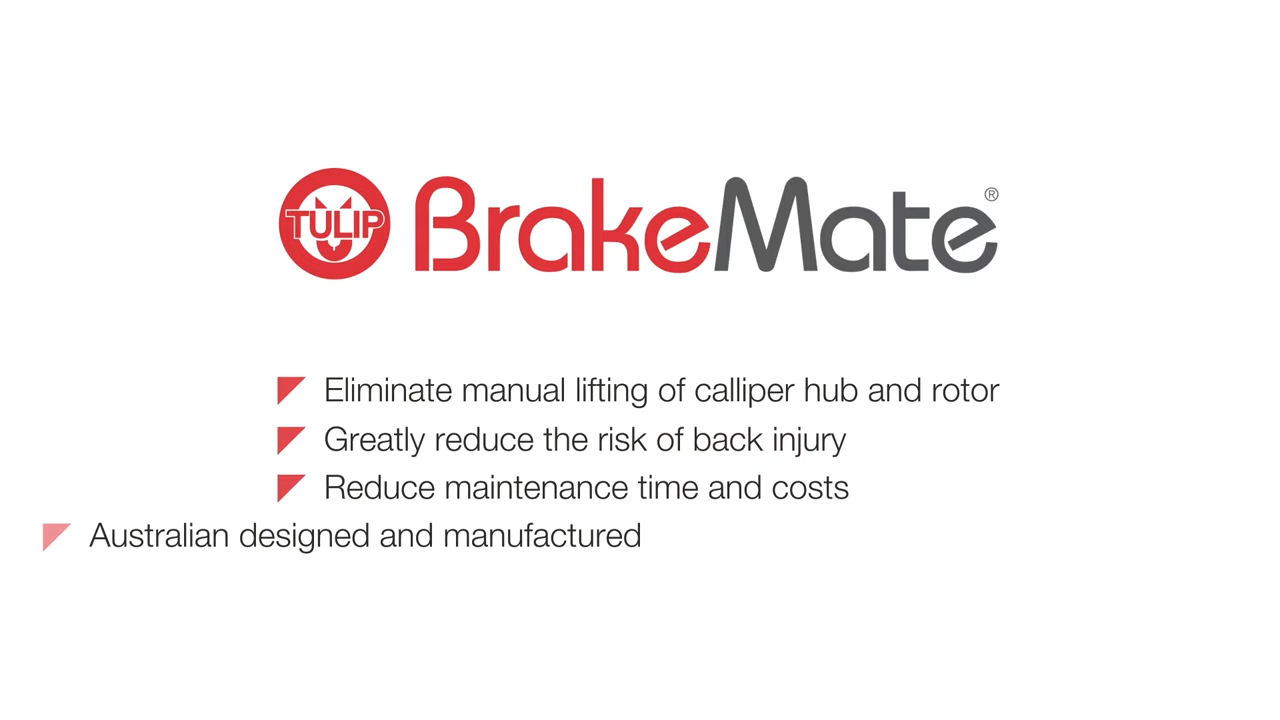 TULIP BrakeMate®
Eliminate manual lifting of calliper hub and rotor
Greatly reduce the risk of back injury
Reduce maintenance time and costs
Australian designed and manufactured